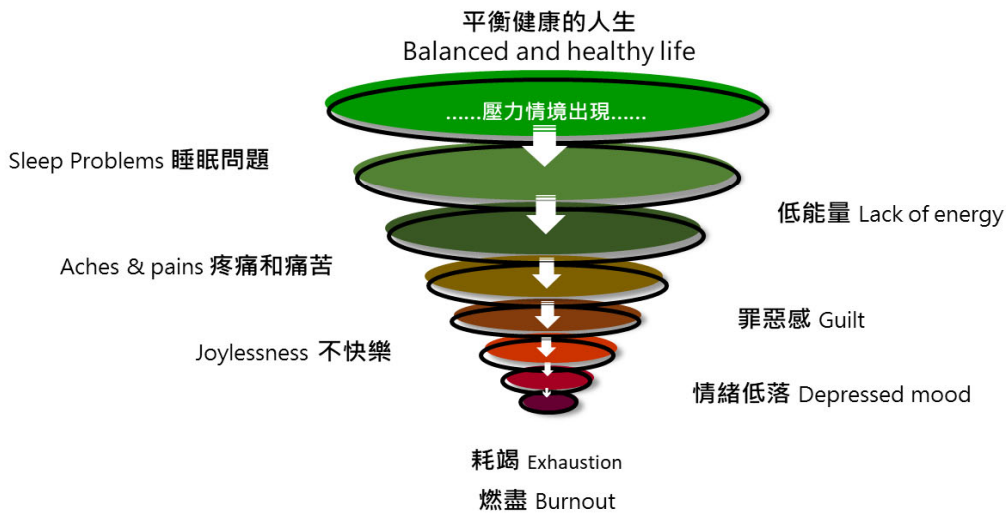 平衡健康的人生
Balanced and healthy life
......壓力情境出現......
Sleep Problems 睡眠問題
低能量 Lack of energy
Aches & pains 疼痛和痛苦
罪惡感 Guilt
Joylessness 不快樂
情緒低落 Depressed mood
耗竭 Exhaustion
燃盡 Burnout